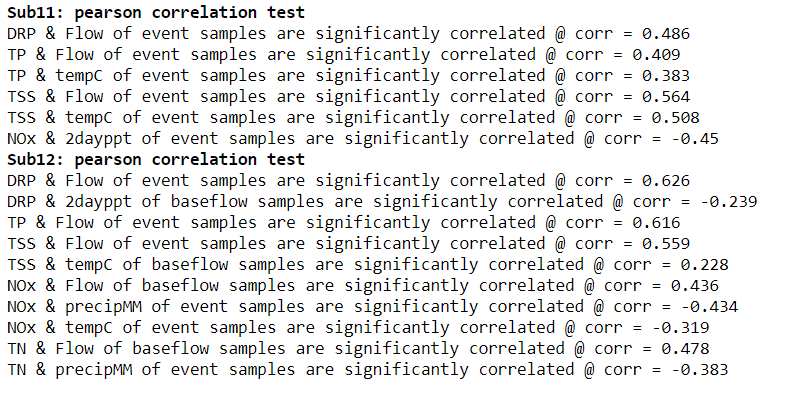 Sub11: pearson correlation test
DRP & Flow of event samples are significantly correlated @ corr = 0.486
TP & Flow of event samples are significantly correlated @ corr = 0.409
TP & tempC of event samples are significantly correlated @ corr = 0.383
TSS & Flow of event samples are significantly correlated @ corr = 0.564
TSS & tempC of event samples are significantly correlated @ corr = 0.508
NOx & 2dayppt of event samples are significantly correlated @ corr = -0.45
Sub12: pearson correlation test
DRP & Flow of event samples are significantly correlated @ corr = 0.626
DRP & 2dayppt of baseflow samples are significantly correlated @ corr = -0.239
TP & Flow of event samples are significantly correlated @ corr = 0.616
TSS & Flow of event samples are significantly correlated @ corr = 0.559
TSS & tempC of baseflow samples are significantly correlated @ corr = 0.228
NOx & Flow of baseflow samples are significantly correlated @ corr = 0.436
NOx & precipMM of event samples are significantly correlated @ corr = -0.434
NOx & tempC of event samples are significantly correlated @ corr = -0.319
TN & Flow of baseflow samples are significantly correlated @ corr = 0.478
TN & precipMM of event samples are significantly correlated @ corr = -0.383